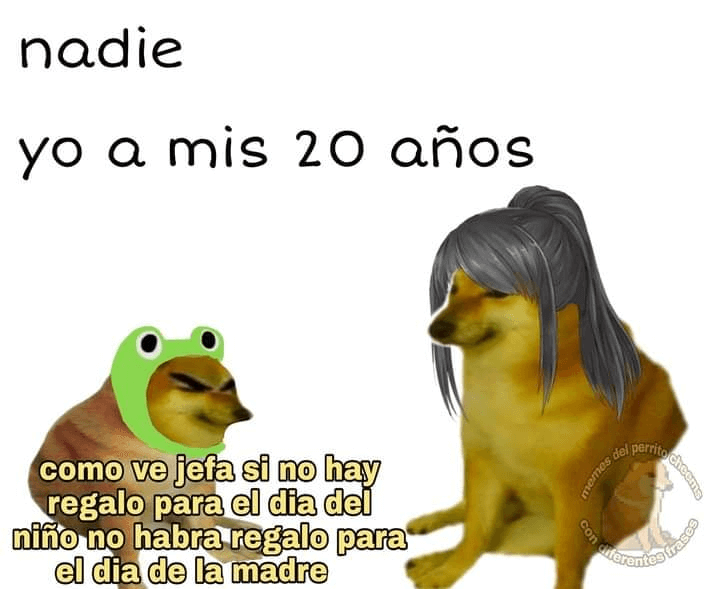 nadie
yo a mis 20 años
como ve jefa si no hay
regalo para el dia del
niño no habra regalo para
el dia de la madre
memes del perrito cheems
con diferentes frases